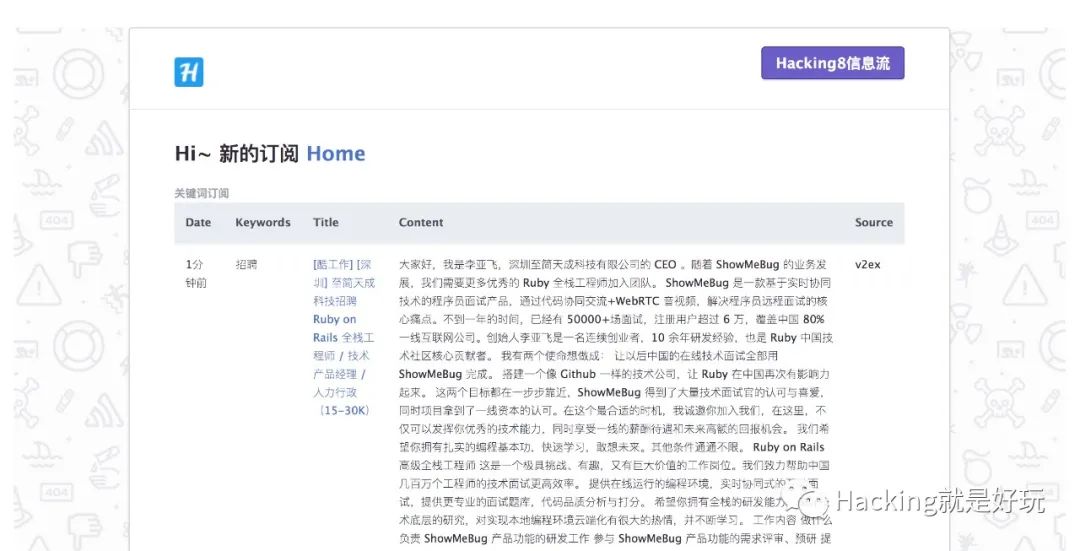 H
Hacking8信息流
Hi~ 新的订阅 Home
关键词订阅
Date Keywords Title Content Source
1分钟前
招聘
[酷工作] [深
圳] 至简天成
科技招聘
Ruby on
Rails 全栈工
程师 / 技术
产品经理 /
人力行政
（15-30K）
大家好，我是李亚飞，深圳至简天成科技有限公司的 CEO 。随着 ShowMeBug 的业务发
展，我们需要更多优秀的 Ruby 全栈工程师加入团队。 ShowMeBug 是一款基于实时协同
技术的程序员面试产品，通过代码协同交流+WebRTC 音视频，解决程序员远程面试的核
心痛点。不到一年的时间，已经有 50000+场面试，注册用户超过 6 万，覆盖中国 80%
一线互联网公司。创始人李亚飞是一名连续创业者，10 余年研发经验，也是 Ruby 中国技
术社区核心贡献者。 我有两个使命想做成： 让以后中国的在线技术面试全部用
ShowMeBug 完成。 搭建一个像 Github 一样的技术公司，让 Ruby 在中国再次有影响力
起来。 这两个目标都在一步步靠近，ShowMeBug 得到了大量技术面试官的认可与喜爱，
同时项目拿到了一线资本的认可。在这个最合适的时机，我诚邀你加入我们，在这里，不
仅可以发挥你优秀的技术能力，同时享受一线的薪酬待遇和未来高额的回报机会。 我们希
望你拥有扎实的编程基本功，快速学习，敢想未来。其他条件通通不限。 Ruby on Rails
高级全栈工程师 这是一个极具挑战、有趣，又有巨大价值的工作岗位。我们致力帮助中国
几百万个工程师的技术面试更高效率。 提供在线运行的编程环境，实时协同式的 面
试，提供更专业的面试题库，代码品质分析与打分。 希望你拥有全栈的研发能力
术底层的研究，对实现本地编程环境云端化有很大的热情，并不断学习。 工作内容 做什么
负责 ShowMeBug 产品功能的研发工作 参与 ShowMeBug 产品功能的需求评审、预研 提
v2ex
Hacking就是好玩
404
404
404
404